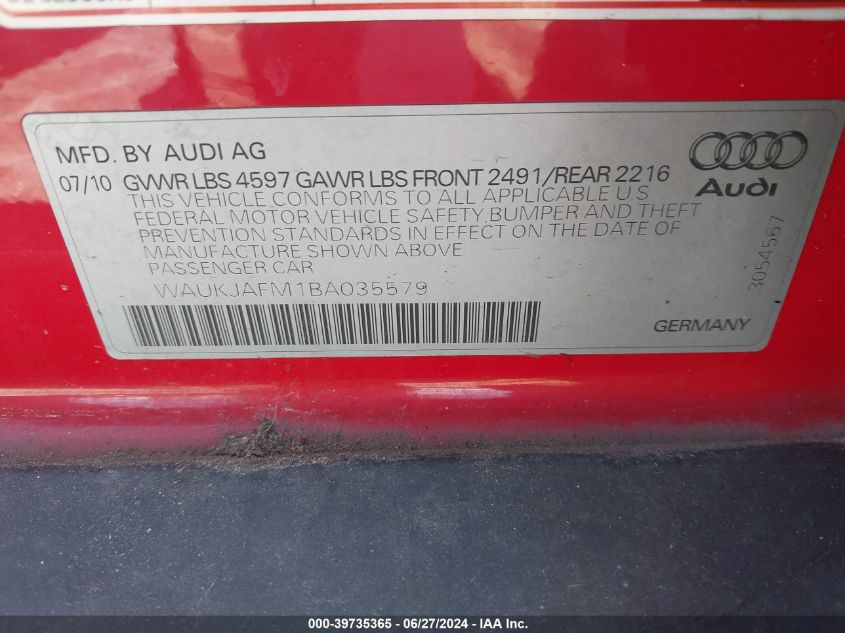 MFD. BY AUDI AG
07/10 GVWR LBS 4597 GAWR LBS FRONT 2491/REAR 2216
THIS VEHICLE CONFORMS TO ALL APPLICABLE U S
FEDERAL MOTOR VEHICLE SAFETY, BUMPER AND THEFT
PREVENTION STANDARDS IN EFFECT ON THE DATE OF
MANUFACTURE SHOWN ABOVE
PASSENGER CAR
WAUKJAFM1BA035579
Audi
3054567
GERMANY
000-39735365 - 06/27/2024 - IAA Inc.